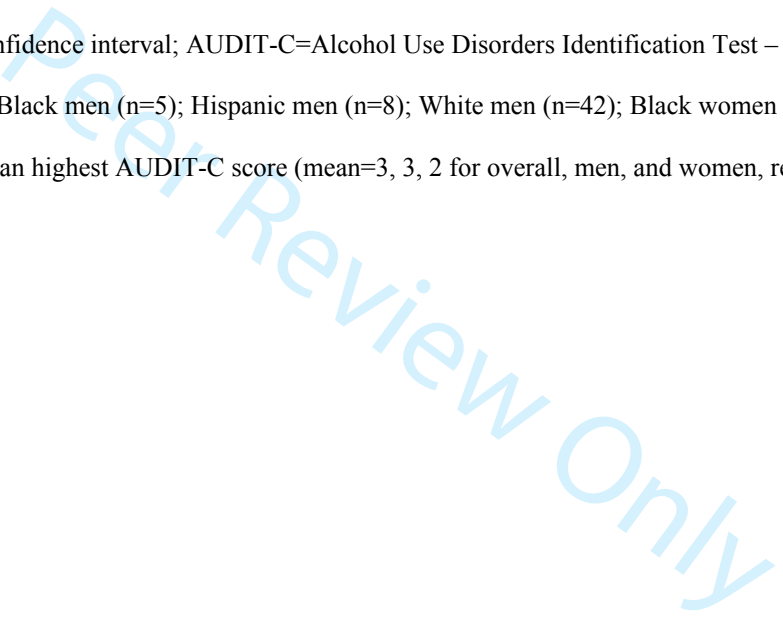 nfidence interval; AUDIT-C=Alcohol Use Disorders Identification Test –
Black men (n=5); Hispanic men (n=8); White men (n=42); Black women
an highest AUDIT-C score (mean=3, 3, 2 for overall, men, and women, re
Peer Review Only